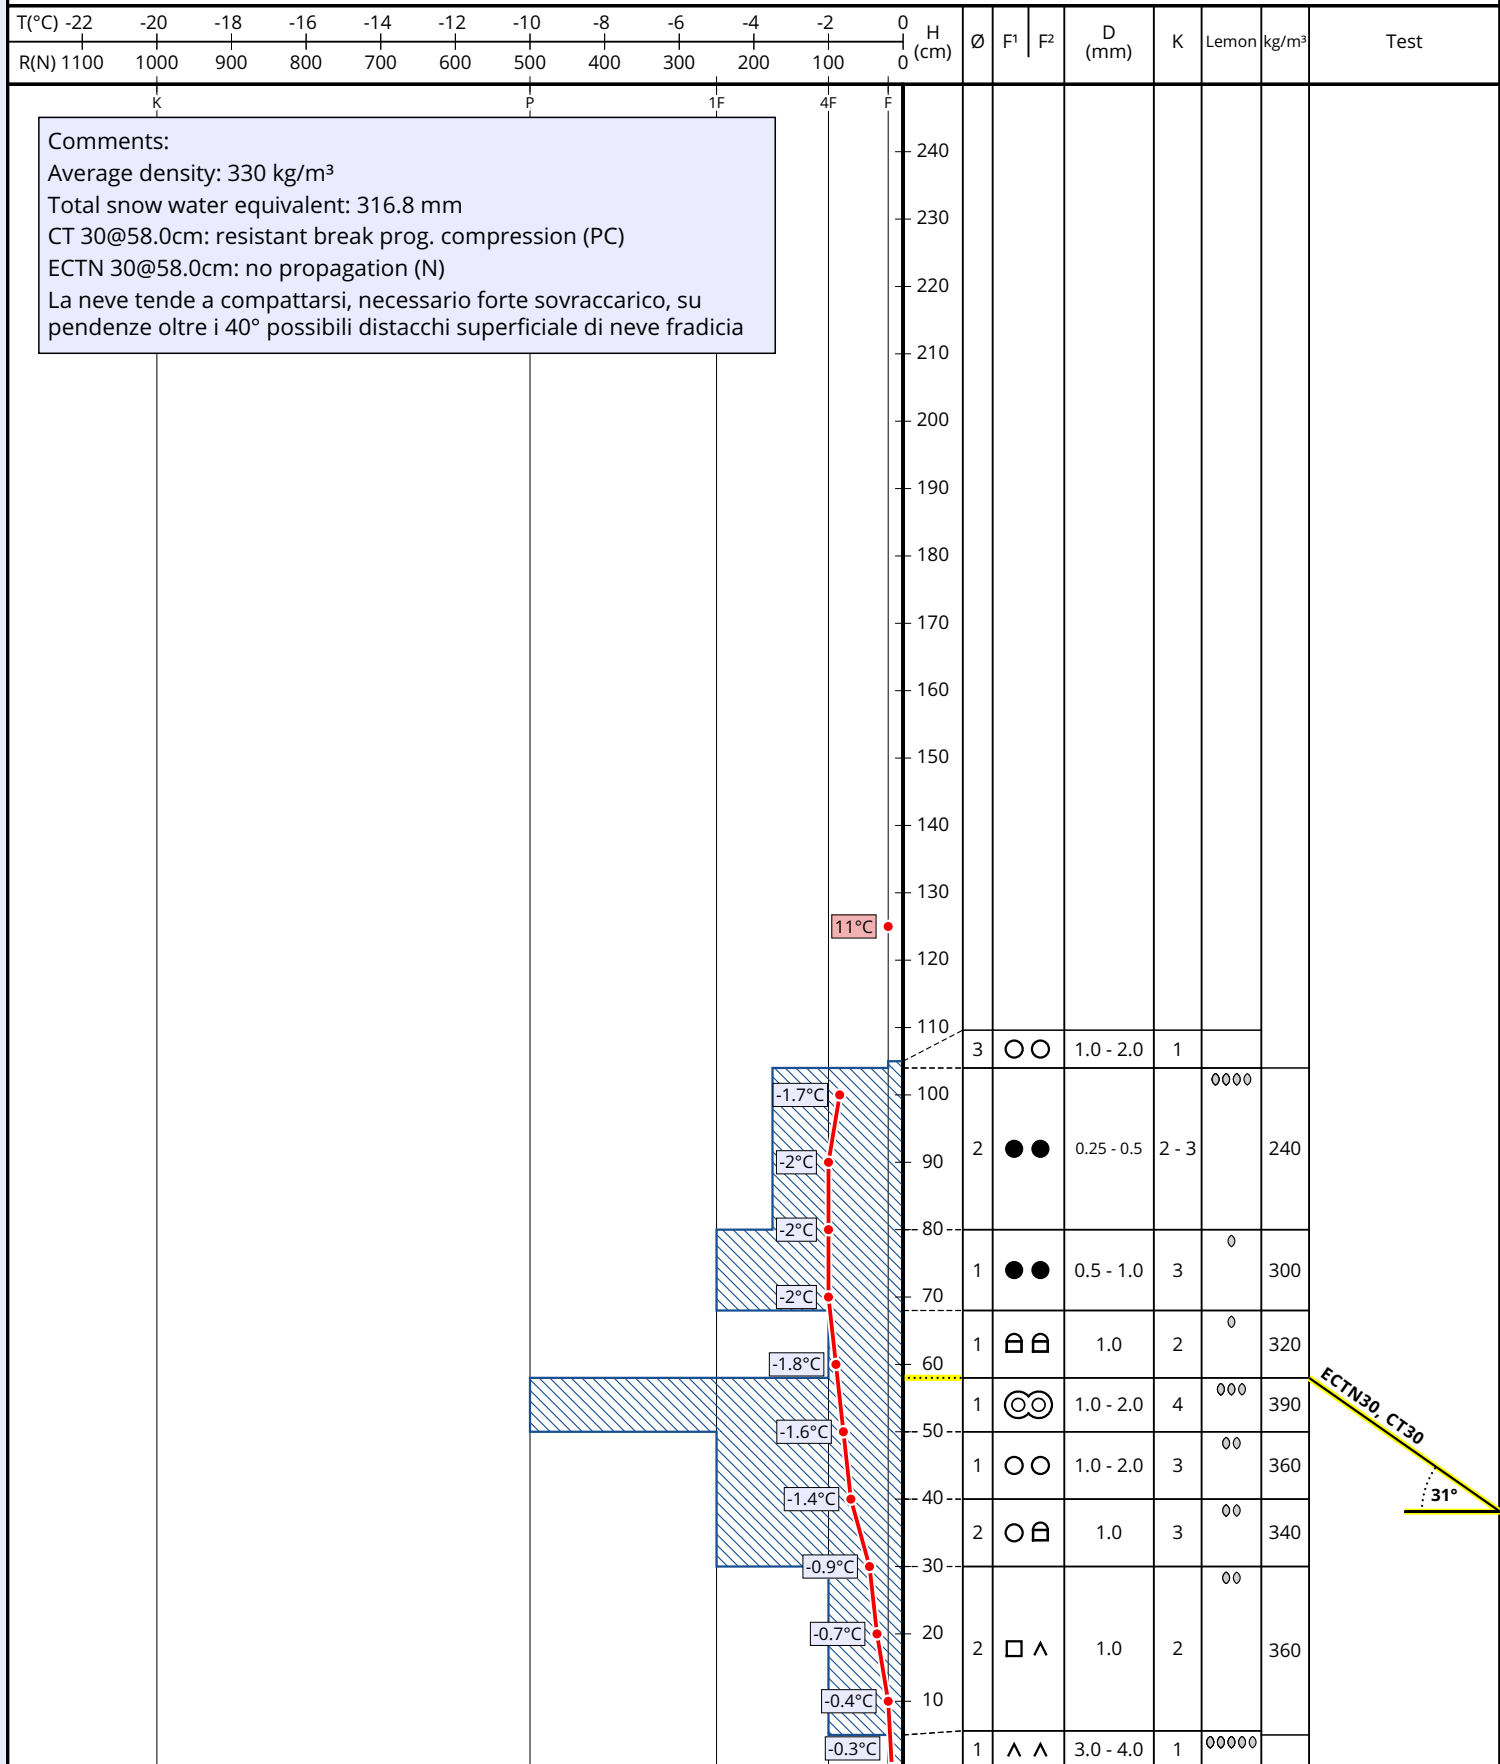 T(°C) -22 -20 -18 -16 -14 -12 -10 -8 -6 -4 -2 0
R(N) 1100 1000 900 800 700 600 500 400 300 200 100 0
H (cm) Ø F¹ F² D (mm) K Lemon kg/m³ Test
K P 1F 4F F
Comments:
Average density: 330 kg/m³
Total snow water equivalent: 316.8 mm
CT 30@58.0cm: resistant break prog. compression (PC)
ECTN 30@58.0cm: no propagation (N)
La neve tende a compattarsi, necessario forte sovraccarico, su
pendenze oltre i 40° possibili distacchi superficiale di neve fradicia
240
230
220
210
200
190
180
170
160
150
140
130
11°C
120
110
3 1.0 - 2.0 1
-1.7°C 100
2 0.25 - 0.5 2 - 3 240
-2°C 90
-2°C 80
1 0.5 - 1.0 3 300
-2°C 70
1 1.0 2 320
-1.8°C 60
1 1.0 - 2.0 4 390
ECTN30, CT30
-1.6°C 50
1 1.0 - 2.0 3 360
31°
-1.4°C 40
2 1.0 3 340
-0.9°C 30
-0.7°C 20
2 1.0 2 360
-0.4°C 10
-0.3°C 1 3.0 - 4.0 1